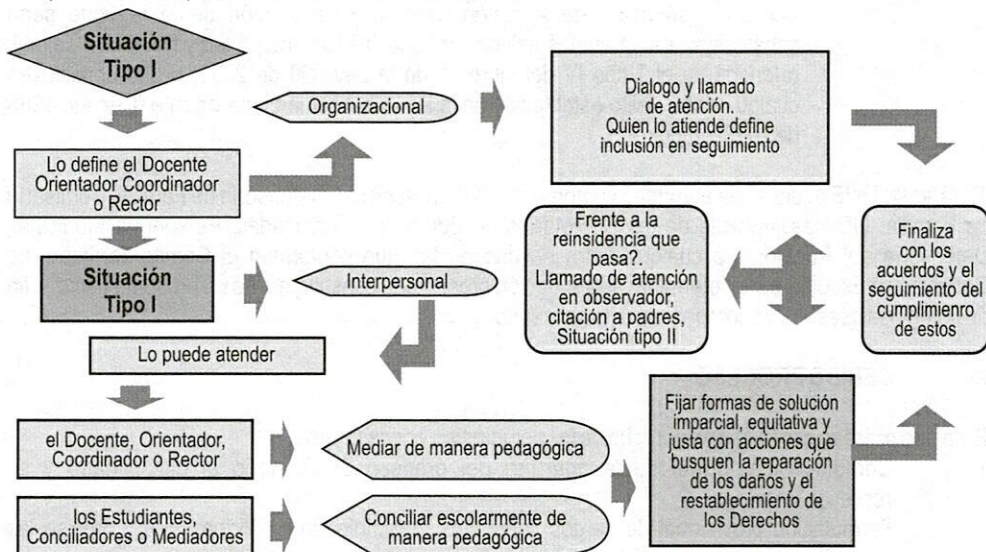 Situación
Tipo I
Organizacional
Dialogo y llamado
de atención.
Quien lo atiende define
inclusión en seguimiento
Lo define el Docente
Orientador Coordinador
o Rector
Situación
Tipo I
Interpersonal
Frente a la
reinsidencia que
pasa?.
Llamado de atención
en observador,
citación a padres,
Situación tipo II
Finaliza
con los
acuerdos y el
seguimiento del
cumplimienro
de estos
Lo puede atender
el Docente, Orientador,
Coordinador o Rector
Mediar de manera pedagógica
Fijar formas de solución
imparcial, equitativa y
justa con acciones que
busquen la reparación
de los daños y el
restablecimiento de
los Derechos
los Estudiantes,
Conciliadores o Mediadores
Conciliar escolarmente de
manera pedagógica